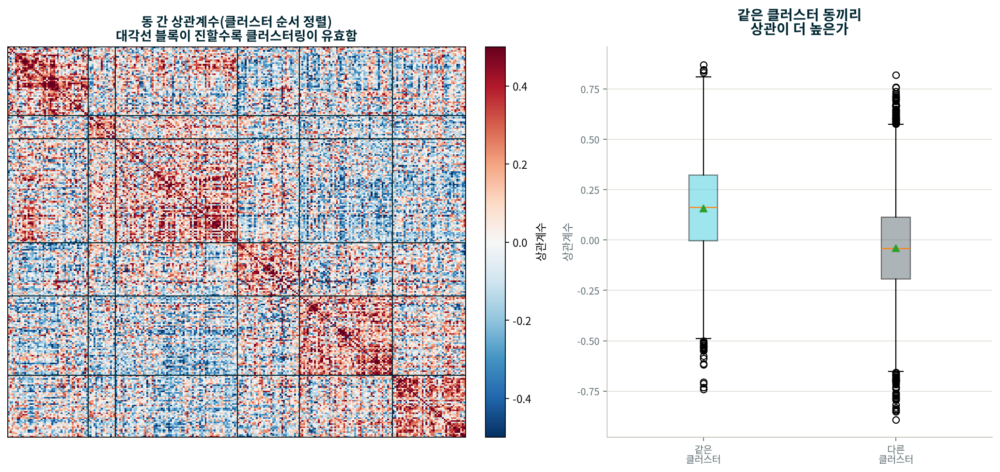 동 간 상관계수(클러스터 순서 정렬)
대각선 블록이 진할수록 클러스터링이 유효함
0.4
0.2
0.0
-0.2
-0.4
상관계수
같은 클러스터 동끼리
상관이 더 높은가
상관계수
0.75
0.50
0.25
0.00
-0.25
-0.50
-0.75
같은
클러스터
다른
클러스터